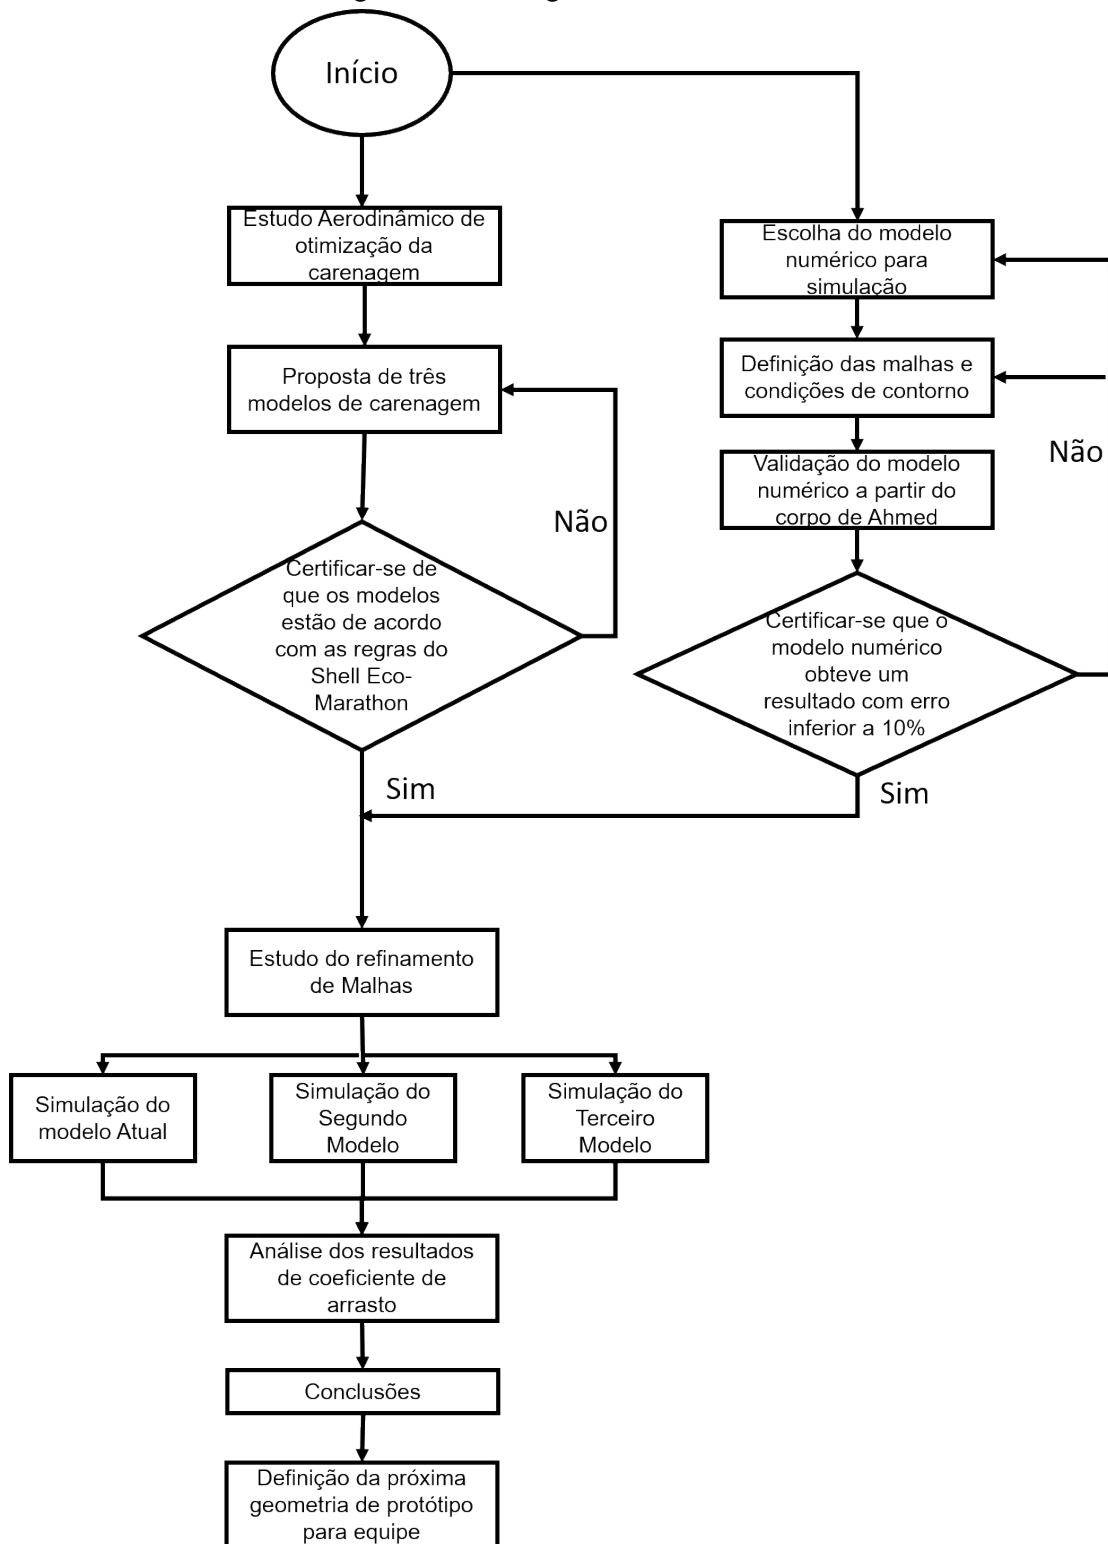 Início
Estudo Aerodinâmico de
otimização da
carenagem
Escolha do modelo
numérico para
simulação
Proposta de três
modelos de carenagem
Definição das malhas e
condições de contorno
Não
Validação do modelo
numérico a partir do
corpo de Ahmed
Não
Certificar-se de
que os modelos
estão de acordo
com as regras do
Shell Eco-
Marathon
Certificar-se que o
modelo numérico
obteve um
resultado com erro
inferior a 10%
Sim
Sim
Estudo do refinamento
de Malhas
Simulação do
modelo Atual
Simulação do
Segundo
Modelo
Simulação do
Terceiro
Modelo
Análise dos resultados
de coeficiente de
arrasto
Conclusões
Definição da próxima
geometria de protótipo
para equipe